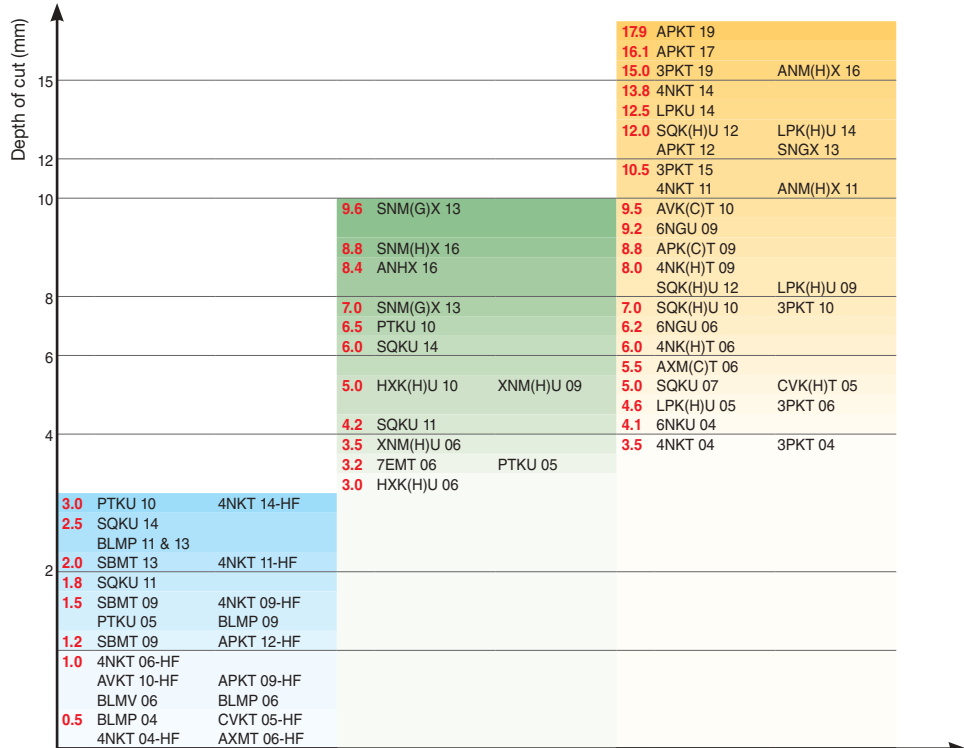 Depth of cut (mm)
15
12
10
8
6
4
2
17.9 APKT 19
16.1 APKT 17
15.0 3PKT 19 ANM(H)X 16
13.8 4NKT 14
12.5 LPKU 14
12.0 SQK(H)U 12 LPK(H)U 14
APKT 12 SNGX 13
10.5 3PKT 15
4NKT 11 ANM(H)X 11
9.5 AVK(C)T 10
9.2 6NGU 09
8.8 APK(C)T 09
8.0 4NK(H)T 09
SQK(H)U 12 LPK(H)U 09
7.0 SQK(H)U 10 3PKT 10
6.2 6NGU 06
6.0 4NK(H)T 06
5.5 AXM(C)T 06
5.0 SQKU 07 CVK(H)T 05
4.6 LPK(H)U 05 3PKT 06
4.1 6NKU 04
3.5 4NKT 04 3PKT 04
9.6 SNM(G)X 13
8.8 SNM(H)X 16
8.4 ANHX 16
7.0 SNM(G)X 13
6.5 PTKU 10
6.0 SQKU 14
5.0 HXK(H)U 10 XNM(H)U 09
4.2 SQKU 11
3.5 XNM(H)U 06
3.2 7EMT 06 PTKU 05
3.0 HXK(H)U 06
3.0 PTKU 10 4NKT 14-HF
2.5 SQKU 14
BLMP 11 & 13
2.0 SBMT 13 4NKT 11-HF
1.8 SQKU 11
1.5 SBMT 09 4NKT 09-HF
PTKU 05 BLMP 09
1.2 SBMT 09 APKT 12-HF
1.0 4NKT 06-HF
AVKT 10-HF APKT 09-HF
BLMV 06 BLMP 06
0.5 BLMP 04 CVKT 05-HF
4NKT 04-HF AXMT 06-HF